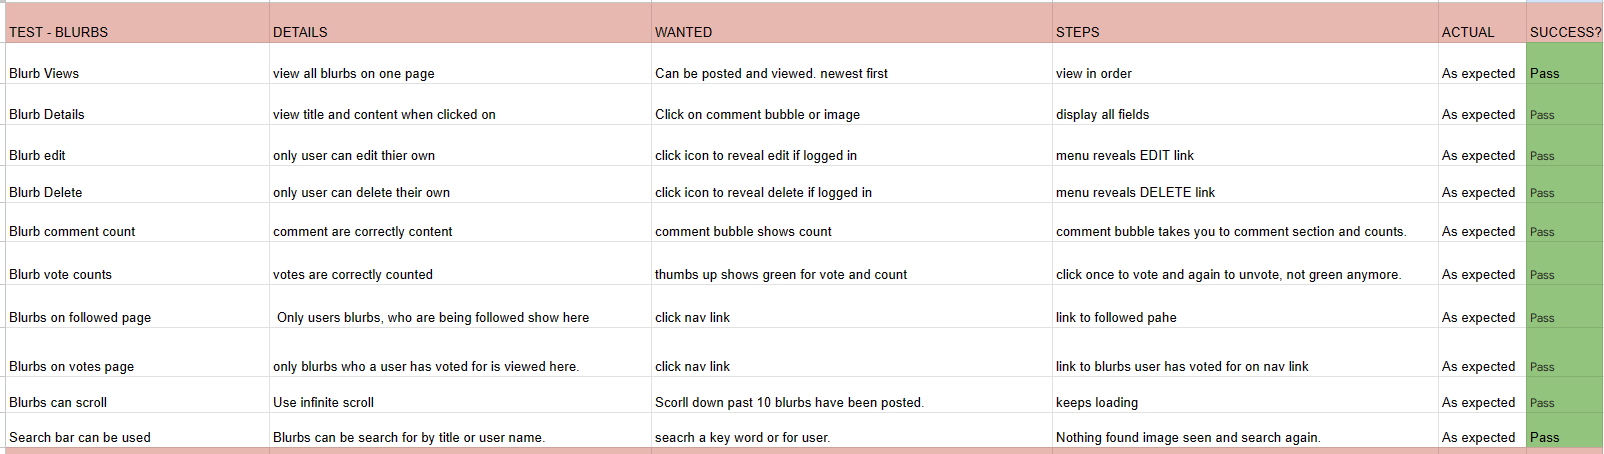 TEST - BLURBS DETAILS WANTED STEPS ACTUAL SUCCESS?
Blurb Views view all blurbs on one page Can be posted and viewed. newest first view in order As expected Pass
Blurb Details view title and content when clicked on Click on comment bubble or image display all fields As expected Pass
Blurb edit only user can edit thier own click icon to reveal edit if logged in menu reveals EDIT link As expected Pass
Blurb Delete only user can delete their own click icon to reveal delete if logged in menu reveals DELETE link As expected Pass
Blurb comment count comment are correctly content comment bubble shows count comment bubble takes you to comment section and counts. As expected Pass
Blurb vote counts votes are correctly counted thumbs up shows green for vote and count click once to vote and again to unvote, not green anymore. As expected Pass
Blurbs on followed page Only users blurbs, who are being followed show here click nav link link to followed pahe As expected Pass
Blurbs on votes page only blurbs who a user has voted for is viewed here. click nav link link to blurbs user has voted for on nav link As expected Pass
Blurbs can scroll Use infinite scroll Scorll down past 10 blurbs have been posted. keeps loading As expected Pass
Search bar can be used Blurbs can be search for by title or user name. seacrh a key word or for user. Nothing found image seen and search again. As expected Pass